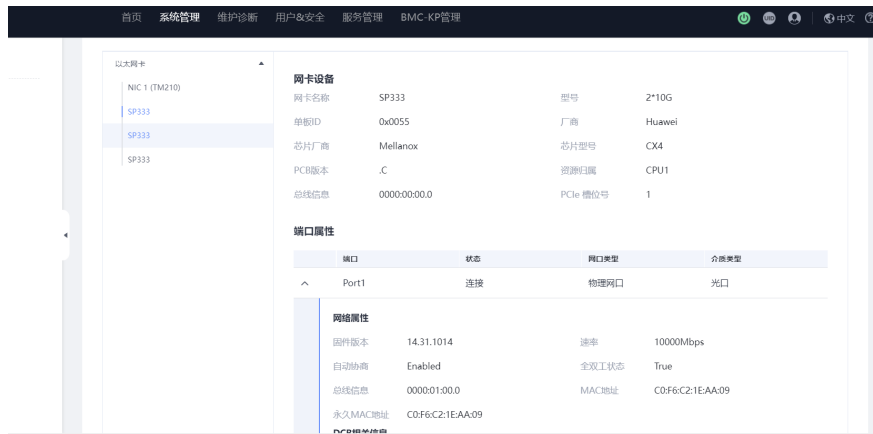 首页 系统管理 维护诊断 用户&安全 服务管理 BMC-KP管理 UID 中文
以太网卡
NIC 1 (TM210)
SP333
SP333
SP333
网卡设备
网卡名称 SP333 型号 2*10G
单板ID 0x0055 厂商 Huawei
芯片厂商 Mellanox 芯片型号 CX4
PCB版本 .C 资源归属 CPU1
总线信息 0000:00:00.0 PCIe 槽位号 1
端口属性
端口 状态 网口类型 介质类型
Port1 连接 物理网口 光口
网络属性
固件版本 14.31.1014 速率 10000Mbps
自动协商 Enabled 全双工状态 True
总线信息 0000:01:00.0 MAC地址 C0:F6:C2:1E:AA:09
永久MAC地址 C0:F6:C2:1E:AA:09
DCB相关信息